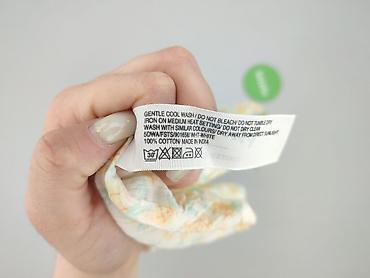 GENTLE COOL WASH / DO NOT BLEACH / DO NOT TUMBLE DRY
IRON ON MEDIUM HEAT SETTING / DO NOT DRY CLEAN
WASH WITH SIMILAR COLOURS / DRY AWAY FROM DIRECT SUNLIGHT
100% COTTON MADE IN INDIA